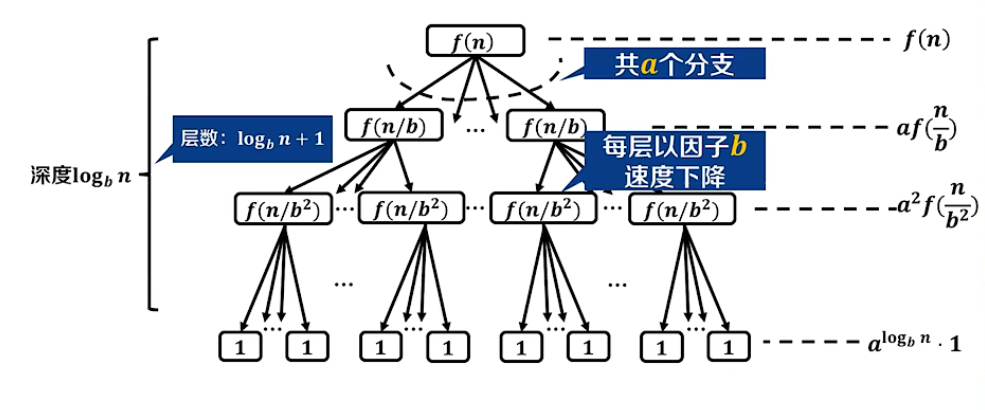 f(n)
f(n)
共a个分支
f(n/b)
...
f(n/b)
af(n/b)
层数：log_b n + 1
每层以因子b
速度下降
深度log_b n
f(n/b²)
...
f(n/b²)
...
f(n/b²)
...
f(n/b²)
a²f(n/b²)
...
...
1
...
1
1
...
1
1
...
1
1
...
1
a^{log_b n} · 1